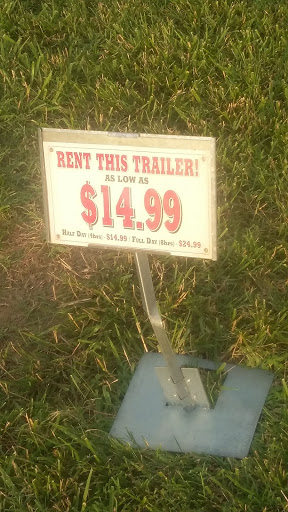 RENT THIS TRAILER!
AS LOW AS
$14.99
HALF DAY (4hrs) - $14.99 | FULL DAY (8hrs) - $24.99